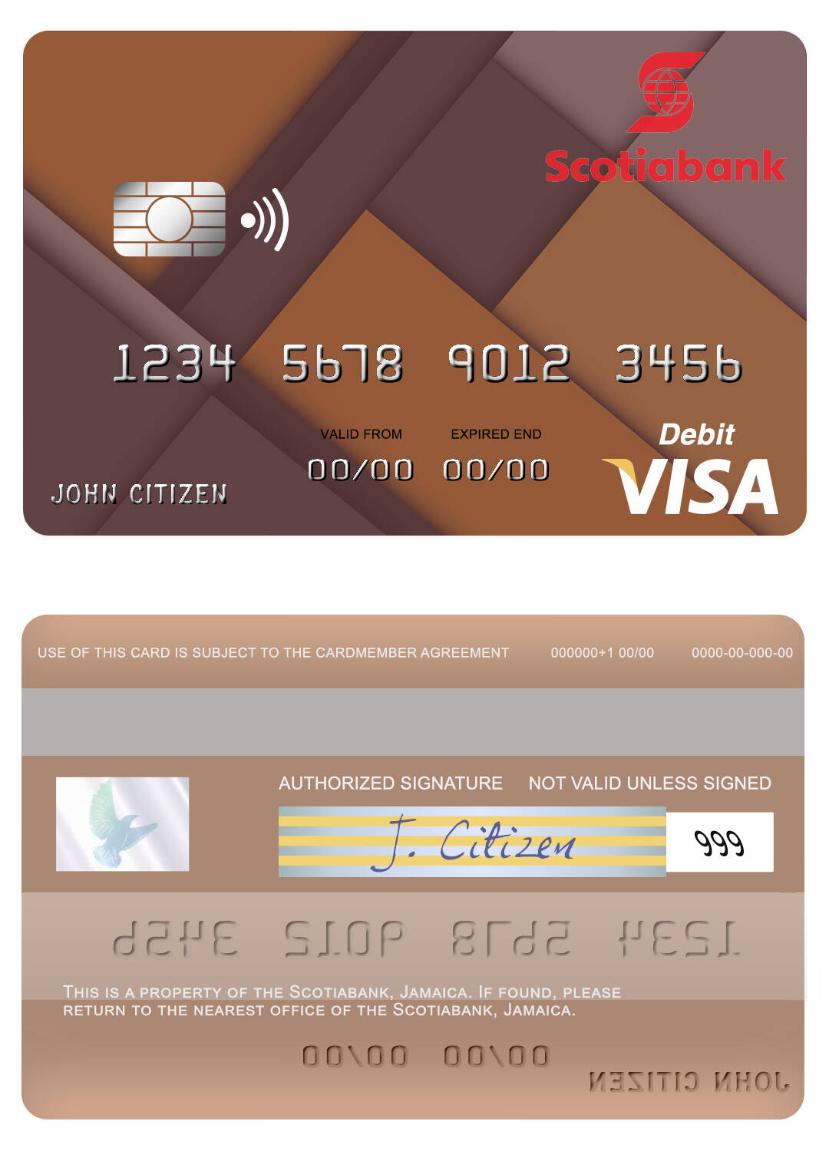 Scotiabank
1234 5678 9012 3456
VALID FROM EXPIRED END
00/00 00/00
JOHN CITIZEN
Debit
VISA
USE OF THIS CARD IS SUBJECT TO THE CARDMEMBER AGREEMENT 000000+1 00/00 0000-00-000-00
AUTHORIZED SIGNATURE NOT VALID UNLESS SIGNED
J. Citizen 999
1234 5678 9012 3456
THIS IS A PROPERTY OF THE SCOTIABANK, JAMAICA. IF FOUND, PLEASE
RETURN TO THE NEAREST OFFICE OF THE SCOTIABANK, JAMAICA.
00/00 00/00
JOHN CITIZEN